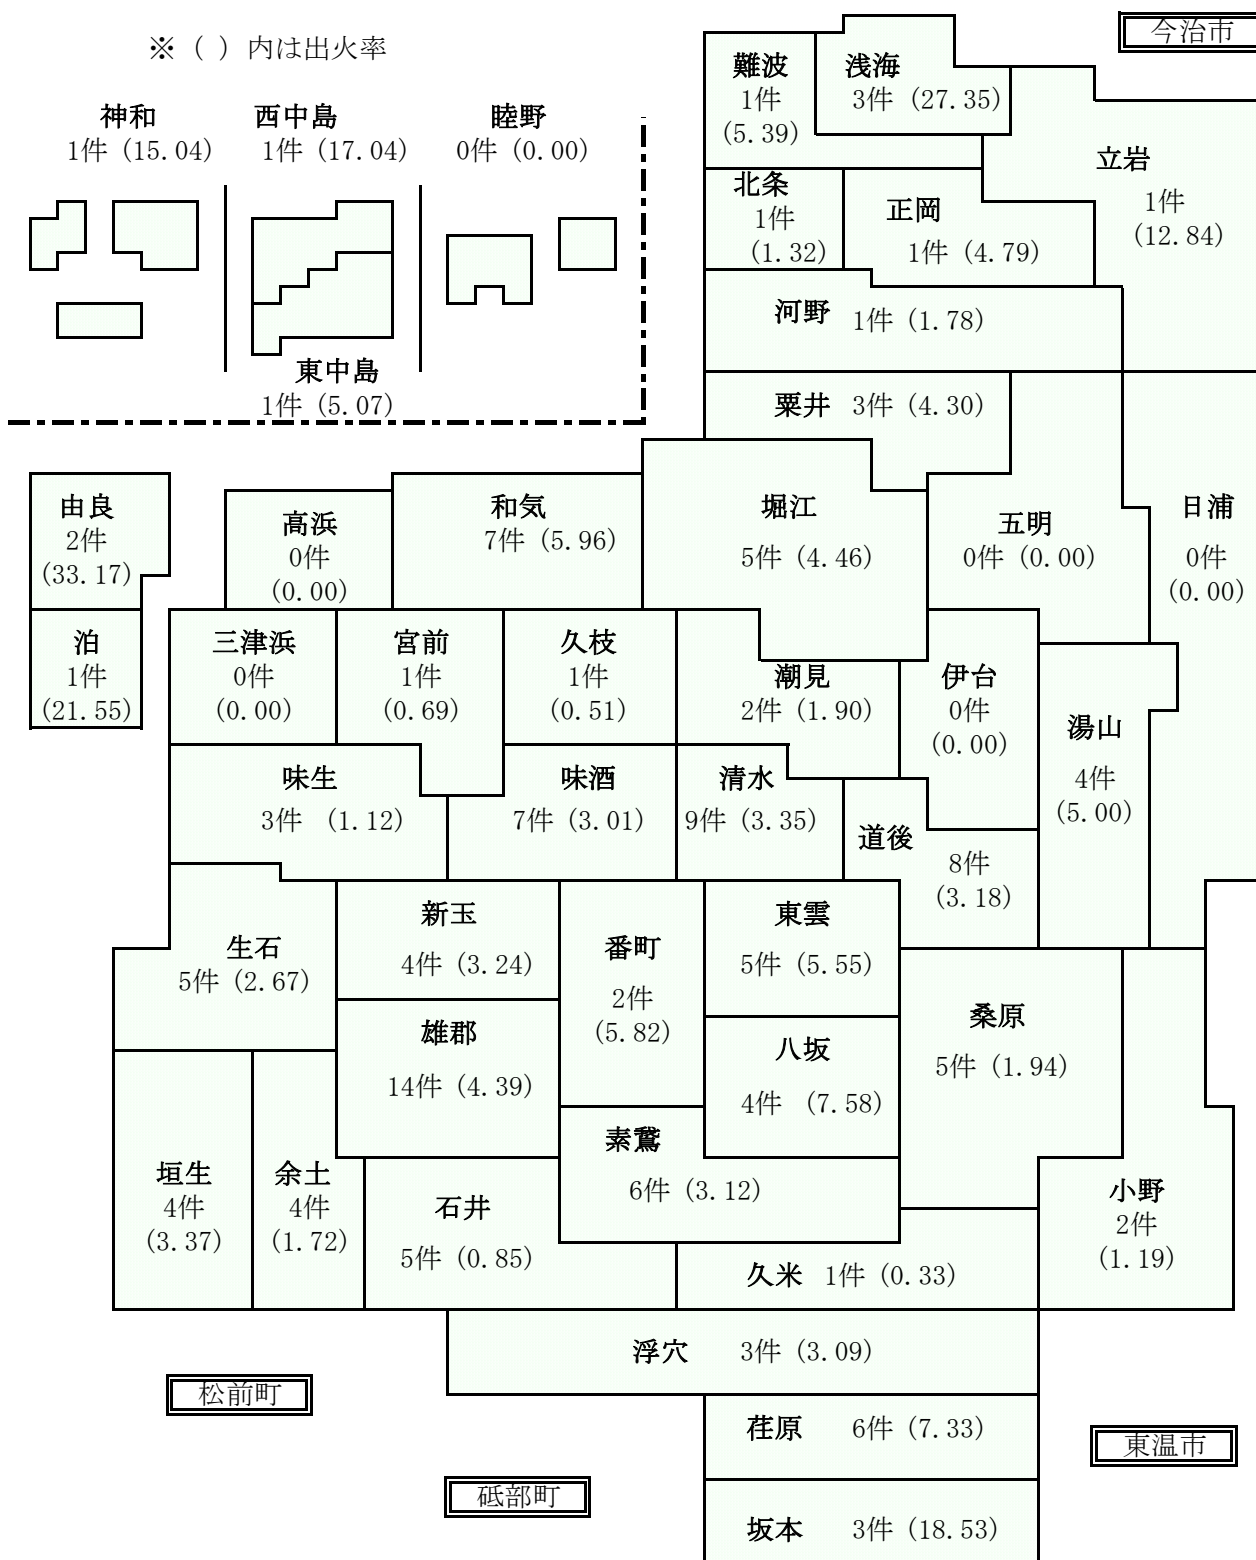 ※（ ）内は出火率
今治市
神和
1件（15.04）
西中島
1件（17.04）
睦野
0件（0.00）
東中島
1件（5.07）
難波
1件
（5.39）
浅海
3件（27.35）
立岩
1件
（12.84）
北条
1件
（1.32）
正岡
1件（4.79）
河野 1件（1.78）
粟井 3件（4.30）
由良
2件
（33.17）
高浜
0件
（0.00）
和気
7件（5.96）
堀江
5件（4.46）
五明
0件（0.00）
日浦
0件
（0.00）
泊
1件
（21.55）
三津浜
0件
（0.00）
宮前
1件
（0.69）
久枝
1件
（0.51）
潮見
2件（1.90）
伊台
0件
（0.00）
湯山
4件
（5.00）
味生
3件 （1.12）
味酒
7件（3.01）
清水
9件（3.35）
道後
8件
（3.18）
生石
5件（2.67）
新玉
4件（3.24）
番町
2件
（5.82）
東雲
5件（5.55）
桑原
5件（1.94）
雄郡
14件（4.39）
八坂
4件 （7.58）
素鵞
6件（3.12）
垣生
4件
（3.37）
余土
4件
（1.72）
石井
5件（0.85）
小野
2件
（1.19）
久米 1件（0.33）
浮穴 3件（3.09）
松前町
荏原 6件（7.33）
東温市
砥部町
坂本 3件（18.53）